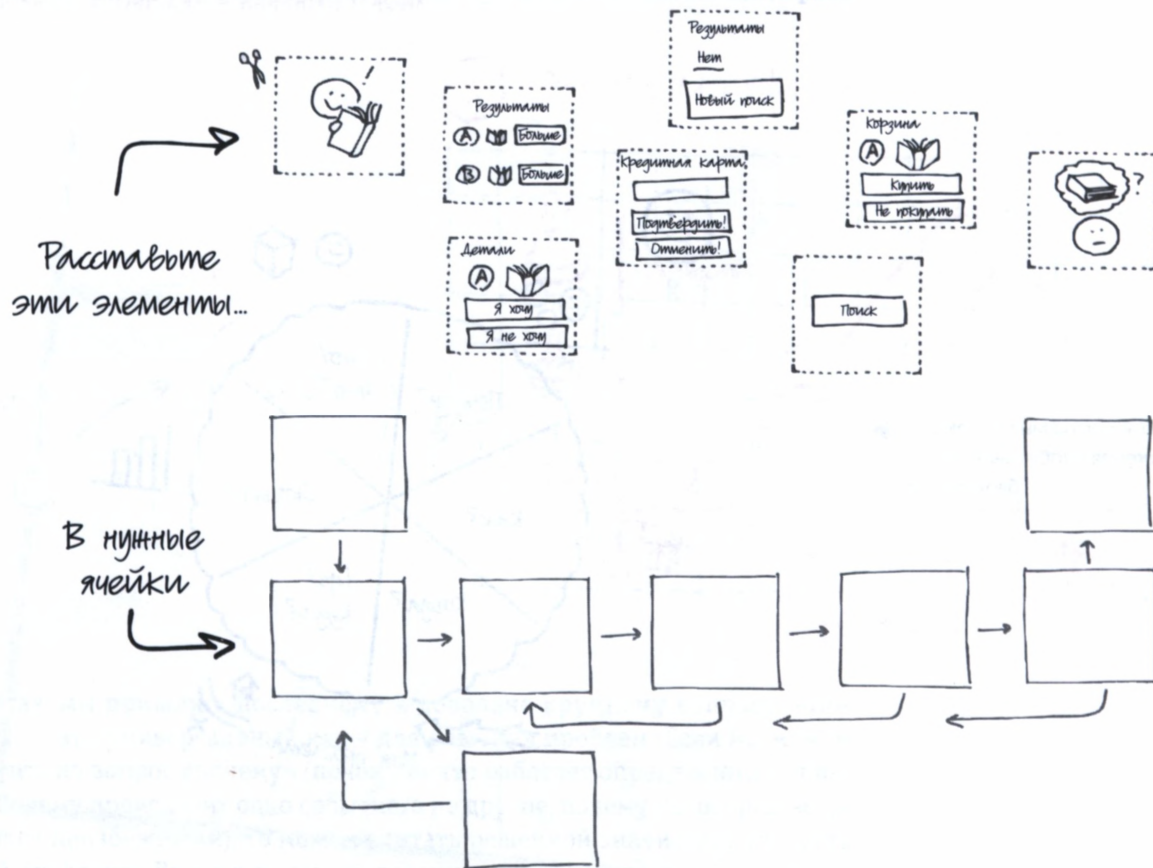 Результаты
Нет
Новый поиск
Результаты
A Больше
B Больше
Корзина
A
Купить
Не покупать
?
Кредитная карта
Подтвердить!
Отменить!
Расставьте
эти элементы...
Детали
A
Я хочу
Я не хочу
Поиск
В нужные
ячейки